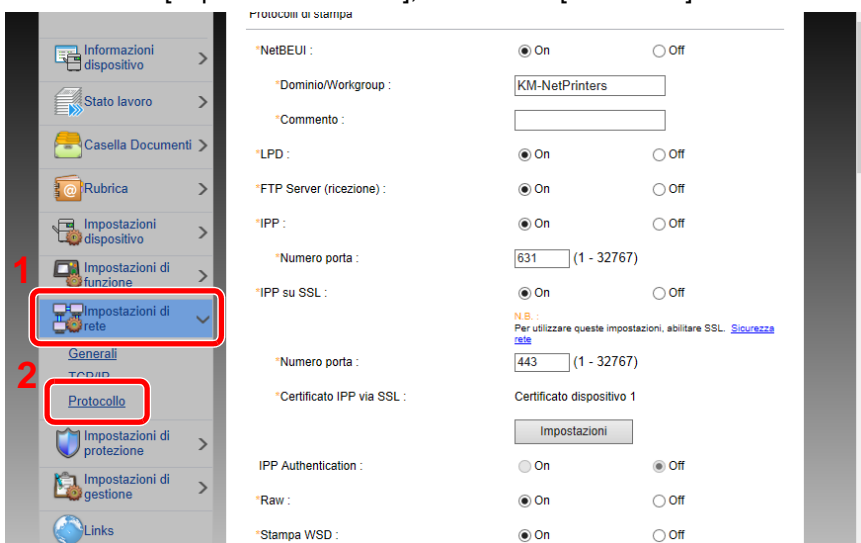 Protocolli di stampa
Informazioni
dispositivo
Stato lavoro
Casella Documenti
Rubrica
Impostazioni
dispositivo
1
Impostazioni di
funzione
Impostazioni di
rete
Generali
2
TCP/IP
Protocollo
Impostazioni di
protezione
Impostazioni di
gestione
Links
*NetBEUI : On Off
*Dominio/Workgroup : KM-NetPrinters
*Commento :
*LPD : On Off
*FTP Server (ricezione) : On Off
*IPP : On Off
*Numero porta : 631 (1 - 32767)
*IPP su SSL : On Off
N.B. :
Per utilizzare queste impostazioni, abilitare SSL. Sicurezza
rete
*Numero porta : 443 (1 - 32767)
*Certificato IPP via SSL : Certificato dispositivo 1
Impostazioni
IPP Authentication : On Off
*Raw : On Off
*Stampa WSD : On Off